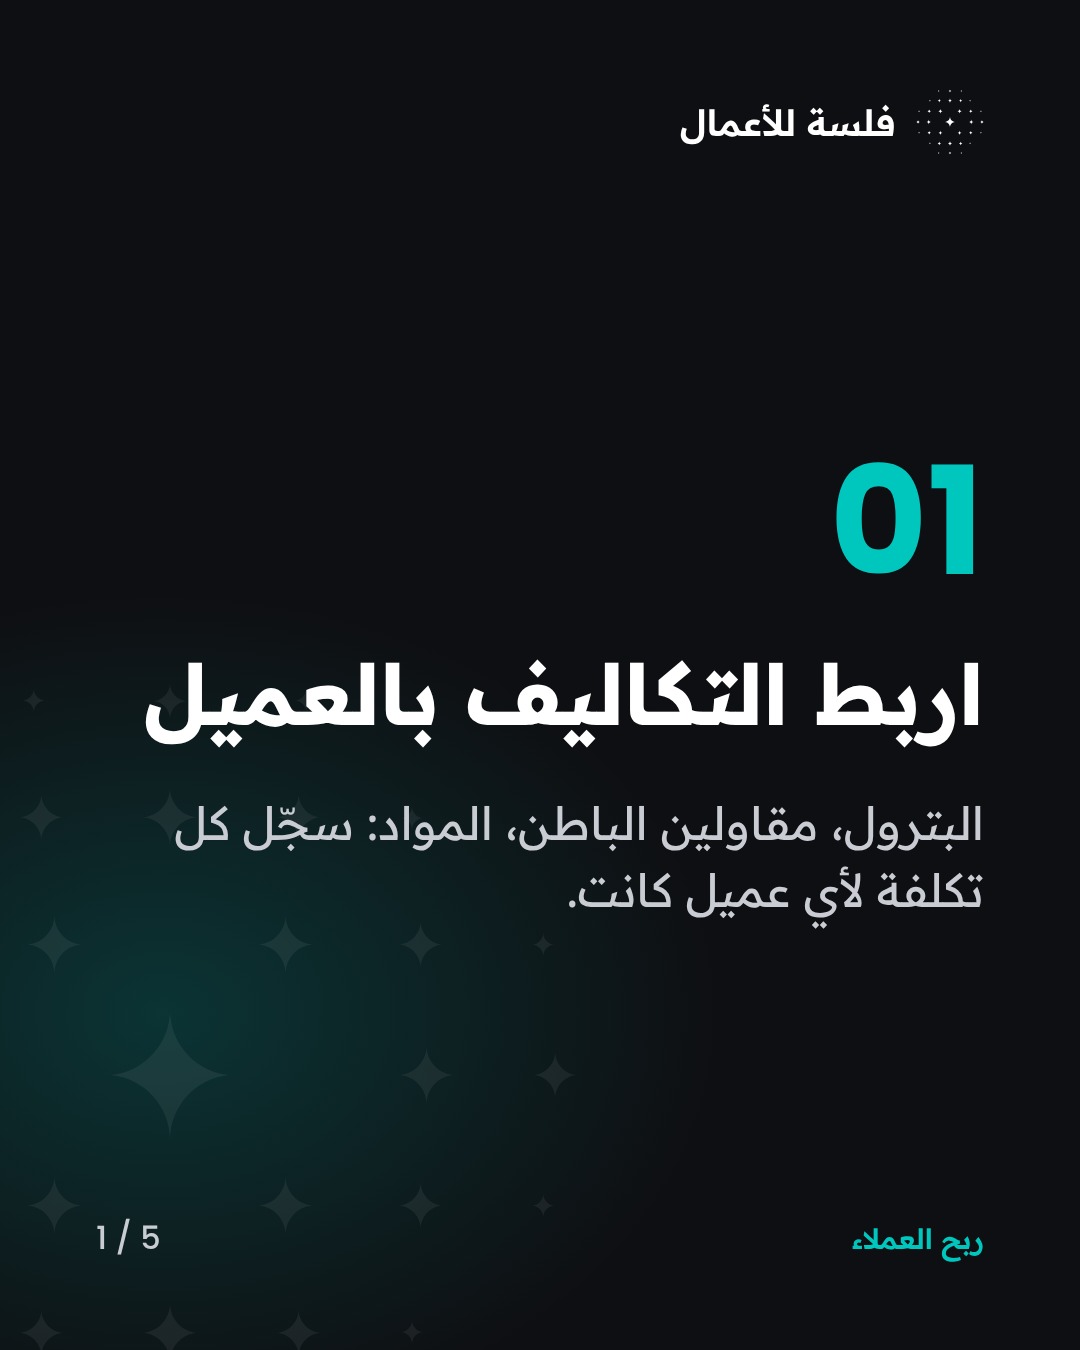 فلسة للأعمال
01
اربط التكاليف بالعميل
البترول، مقاولين الباطن، المواد: سجّل كل
تكلفة لأي عميل كانت.
ربح العملاء
1 / 5